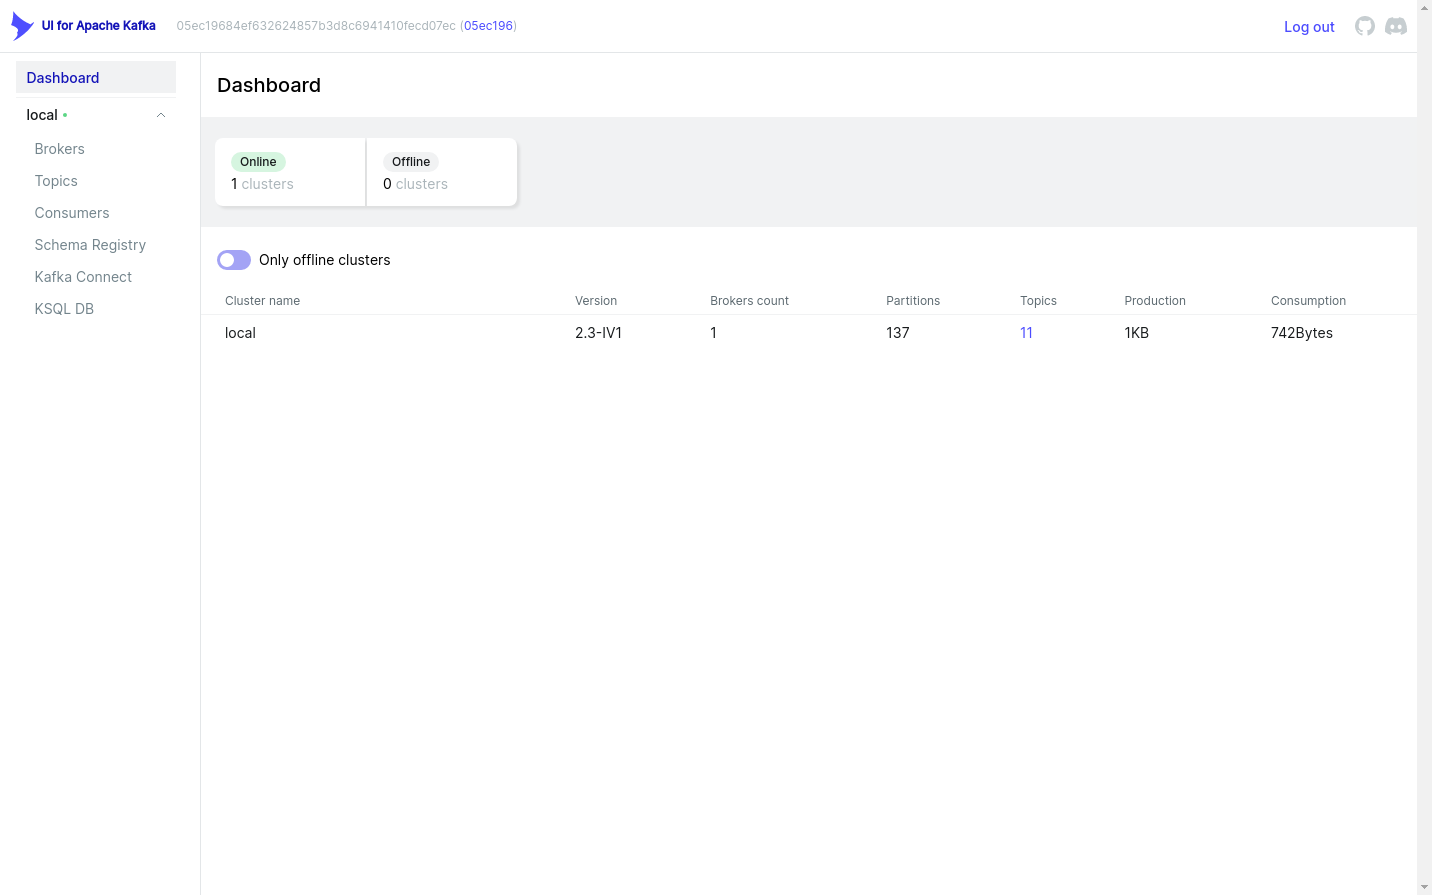 UI for Apache Kafka 05ec19684ef632624857b3d8c6941410fecd07ec (05ec196) Log out
Dashboard
local
Brokers
Topics
Consumers
Schema Registry
Kafka Connect
KSQL DB
Dashboard
Online Offline
1 clusters 0 clusters
Only offline clusters
Cluster name Version Brokers count Partitions Topics Production Consumption
local 2.3-IV1 1 137 11 1KB 742Bytes